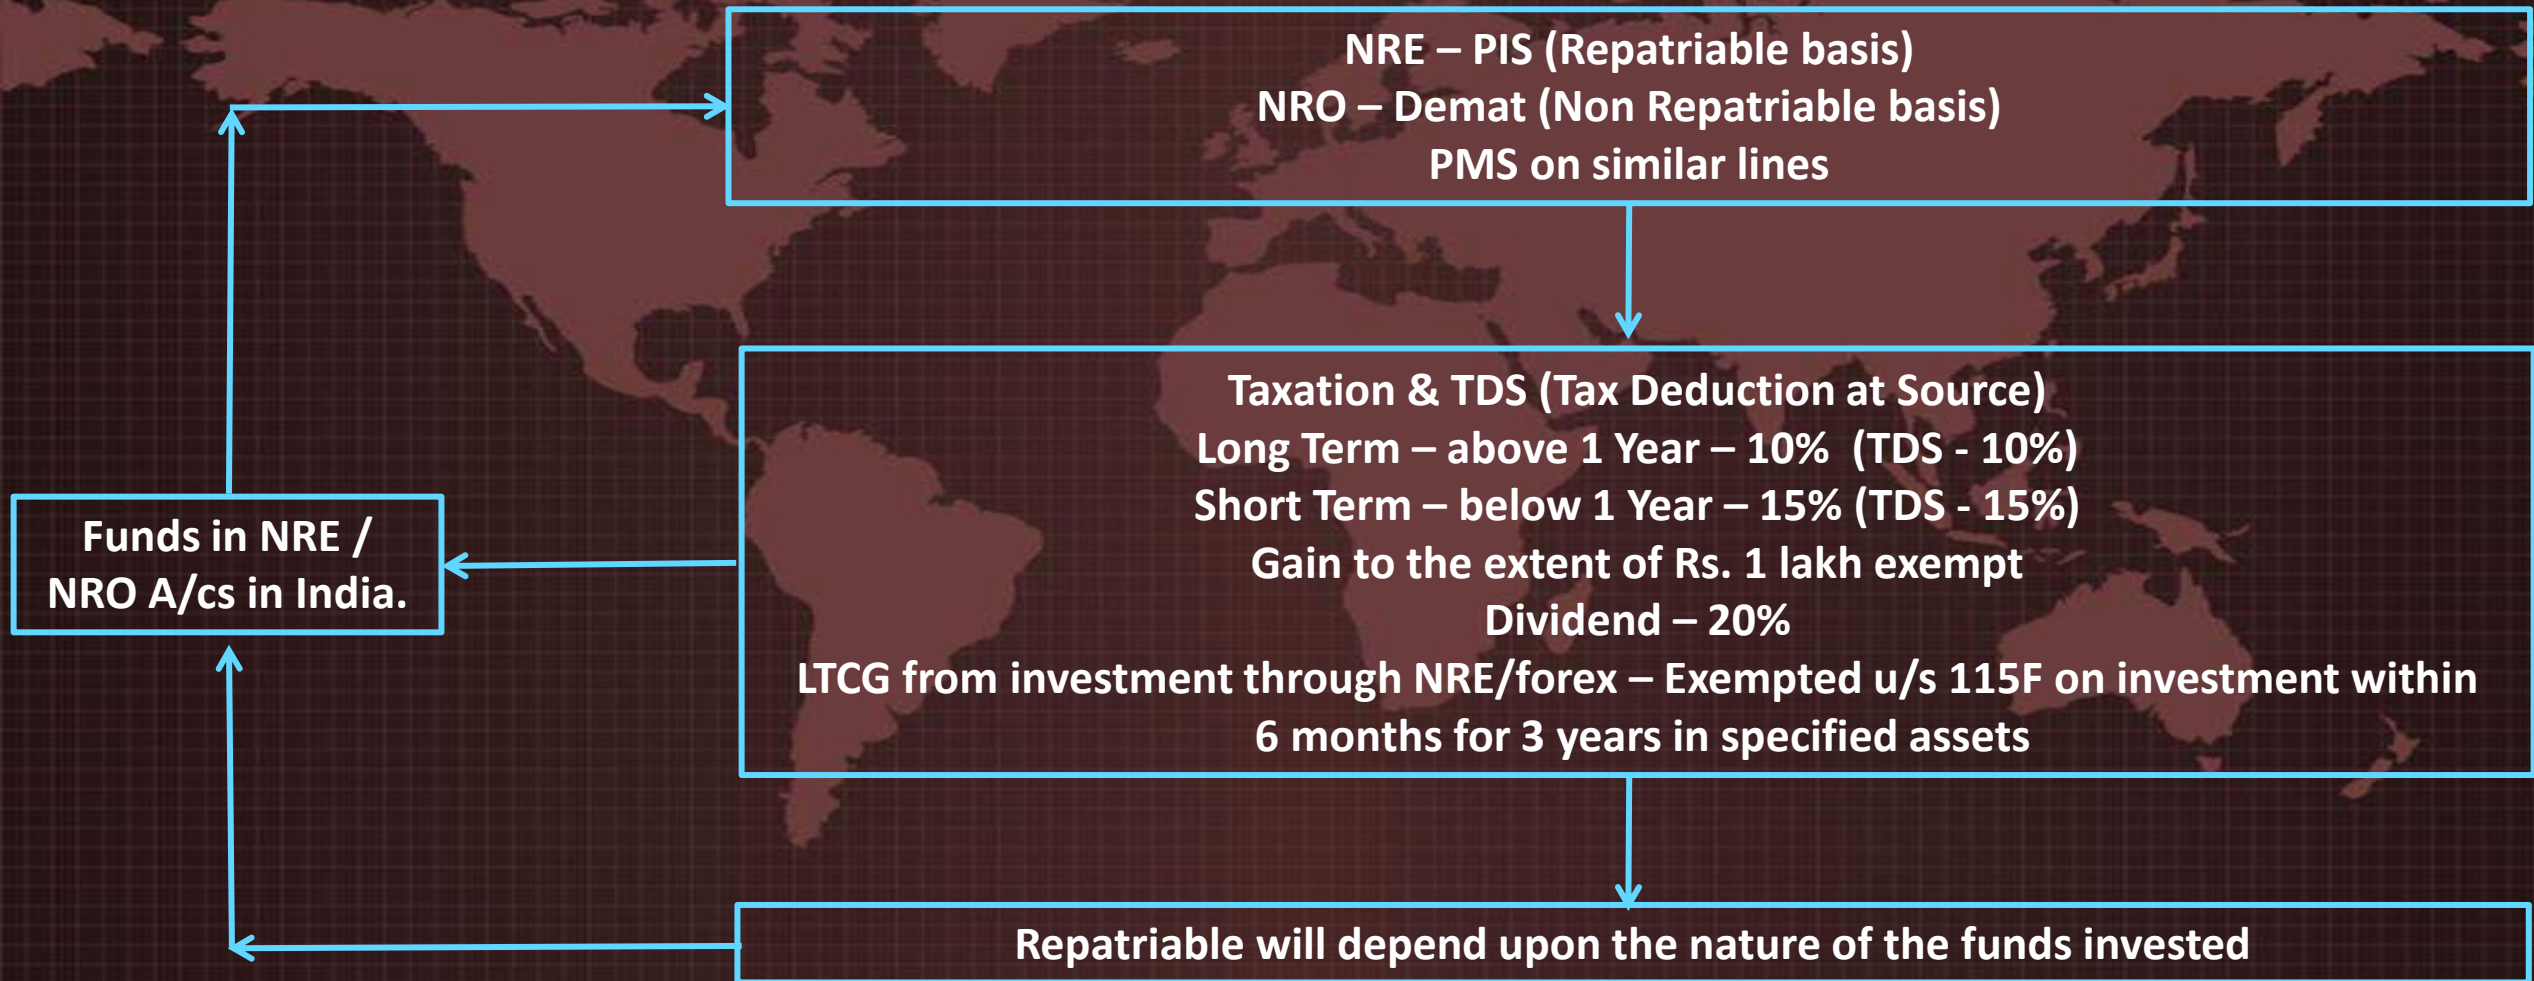 NRE – PIS (Repatriable basis)
NRO – Demat (Non Repatriable basis)
PMS on similar lines
Taxation & TDS (Tax Deduction at Source)
Long Term – above 1 Year – 10%  (TDS - 10%)
Short Term – below 1 Year – 15% (TDS - 15%)
Gain to the extent of Rs. 1 lakh exempt
Dividend – 20%
LTCG from investment through NRE/forex – Exempted u/s 115F on investment within
6 months for 3 years in specified assets
Funds in NRE /
NRO A/cs in India.
Repatriable will depend upon the nature of the funds invested